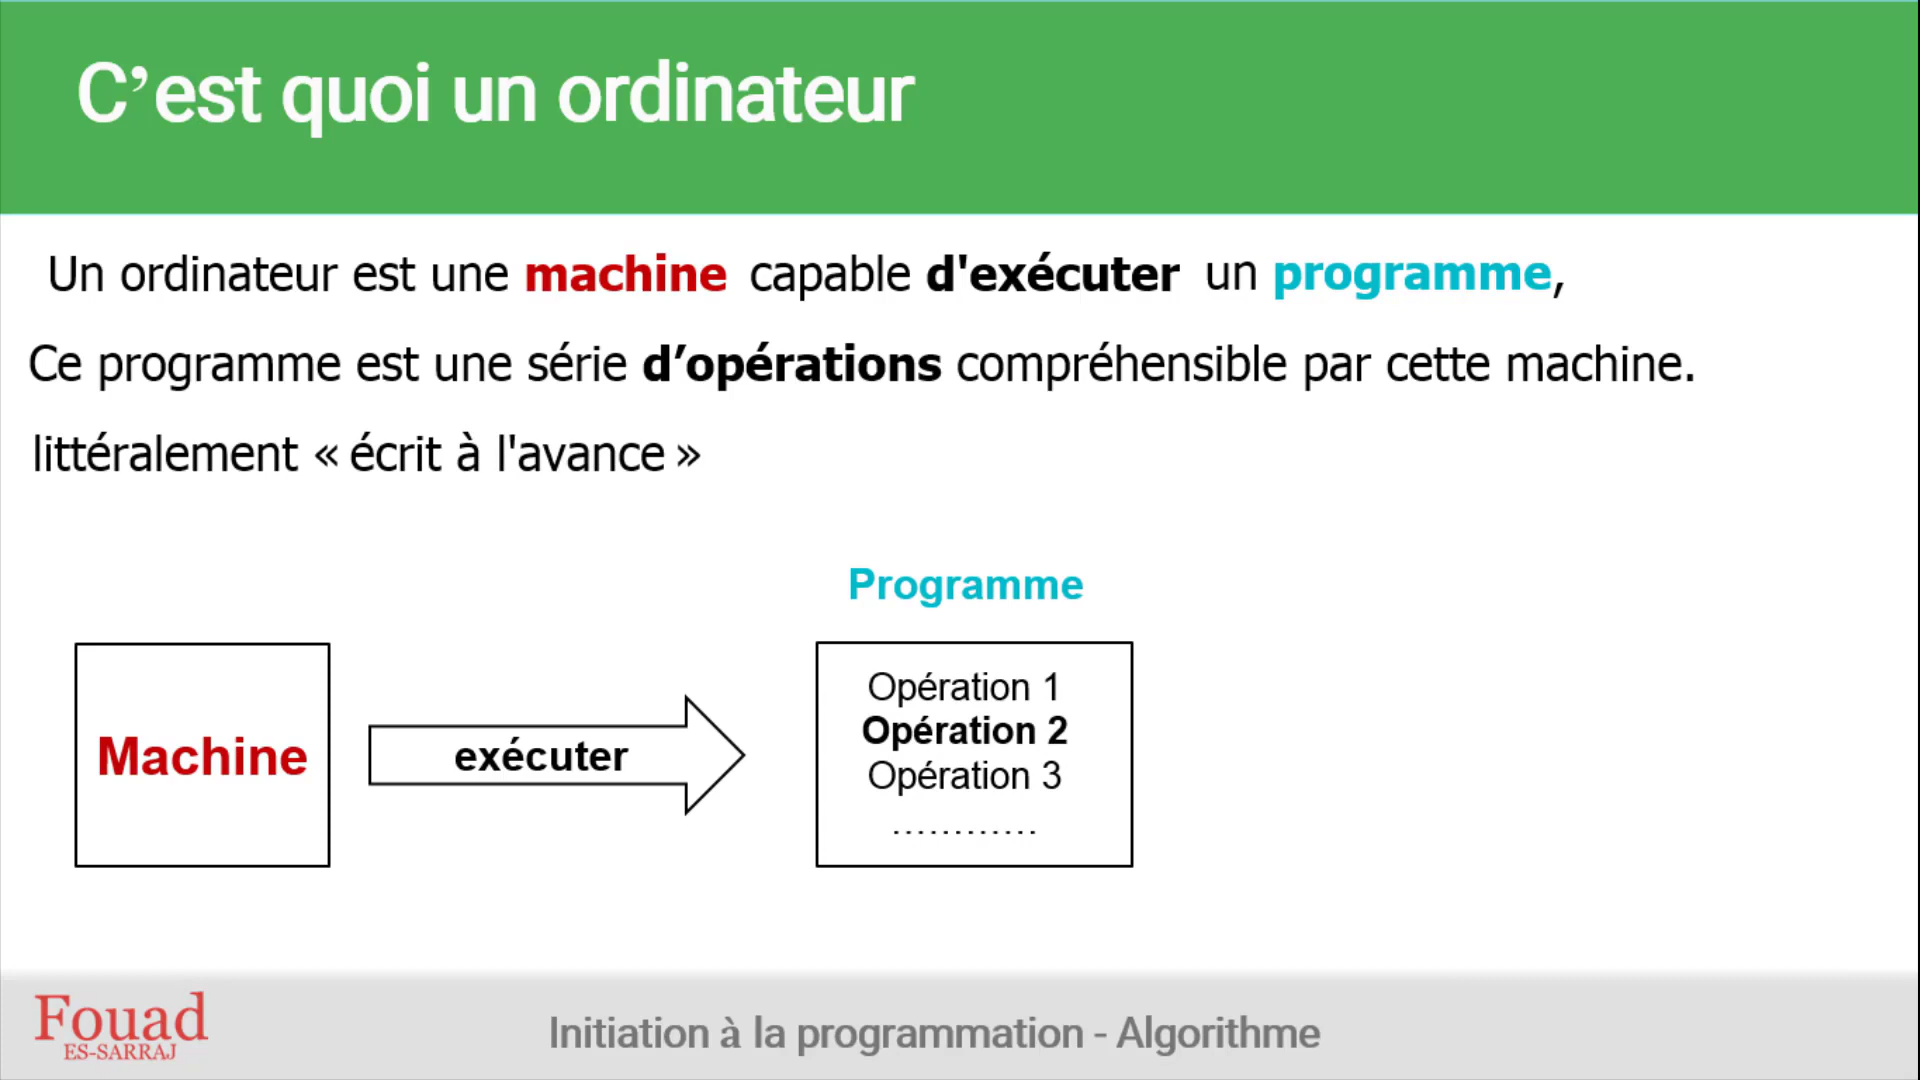 C’est quoi un ordinateur
Un ordinateur est une machine capable d'exécuter un programme,
Ce programme est une série d’opérations compréhensible par cette machine.
littéralement « écrit à l'avance »
Programme
Machine
exécuter
Opération 1
Opération 2
Opération 3
............
Fouad
ES-SARRAJ
Initiation à la programmation - Algorithme